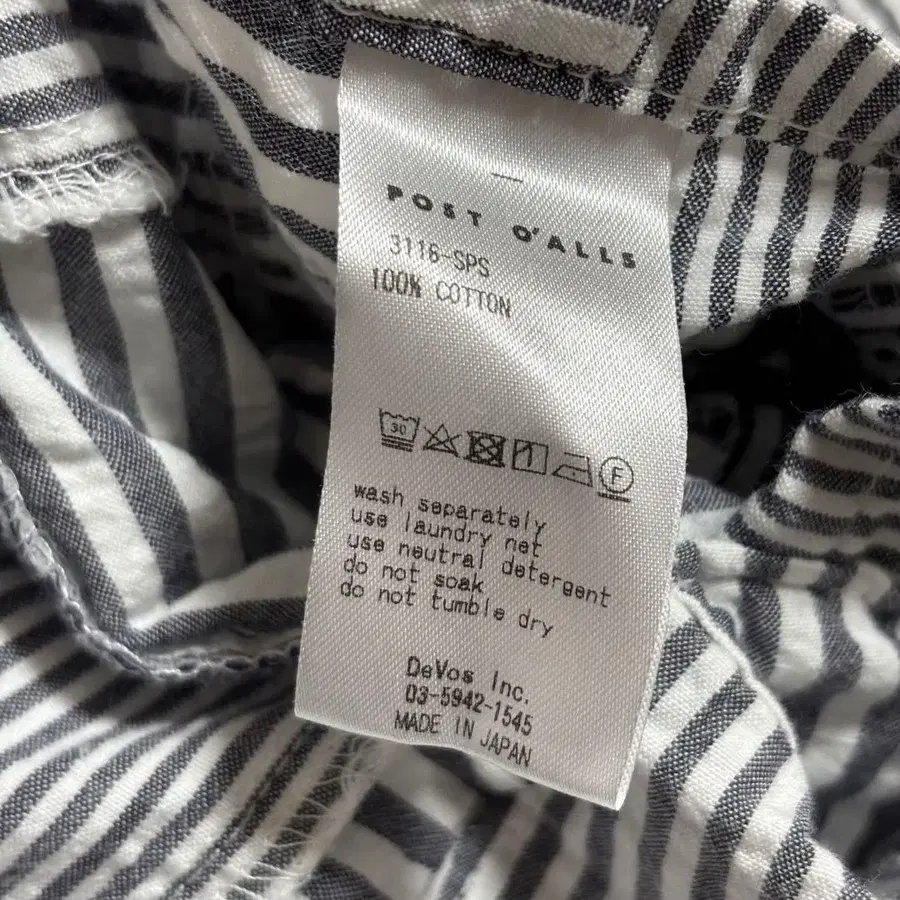 POST O'ALLS
3116-SPS
100% COTTON
30 F
wash separately
use laundry net
use neutral detergent
do not soak
do not tumble dry
DeVos Inc.
03-5942-1545
MADE IN JAPAN